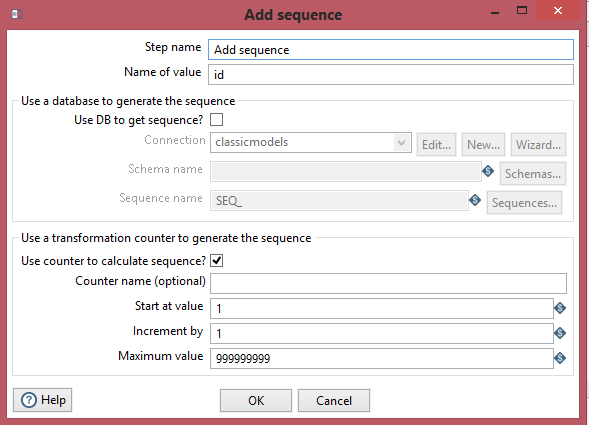 Add sequence
Step name Add sequence
Name of value id
Use a database to generate the sequence
Use DB to get sequence?
Connection classicmodels Edit... New... Wizard...
Schema name Schemas...
Sequence name SEQ_ Sequences...
Use a transformation counter to generate the sequence
Use counter to calculate sequence?
Counter name (optional)
Start at value 1
Increment by 1
Maximum value 999999999
Help OK Cancel